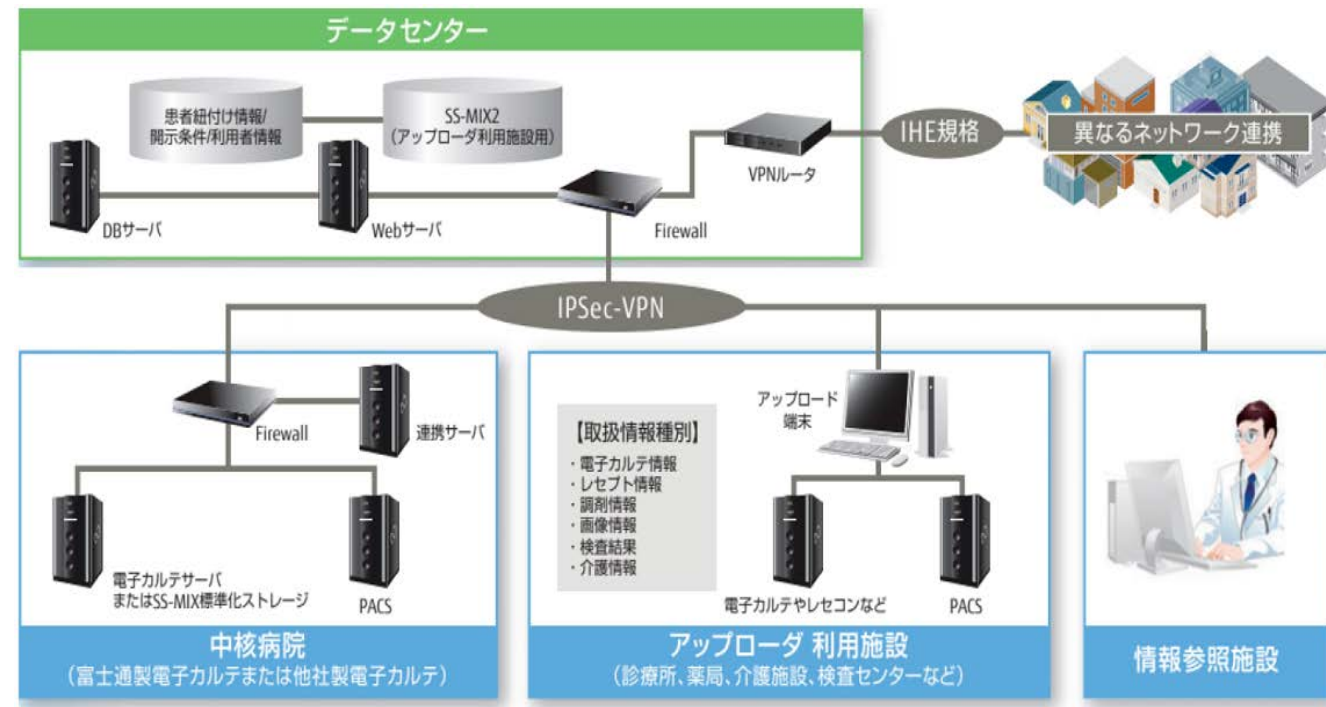 データセンター
患者紐付け情報/
開示条件/利用者情報
SS-MIX2
(アップローダ利用施設用)
DBサーバ
Webサーバ
Firewall
VPNルータ
IHE規格
異なるネットワーク連携
IPSec-VPN
Firewall
連携サーバ
電子カルテサーバ
またはSS-MIX標準化ストレージ
PACS
中核病院
(富士通製電子カルテまたは他社製電子カルテ)
【取扱情報種別】
・電子カルテ情報
・レセプト情報
・調剤情報
・画像情報
・検査結果
・介護情報
アップロード
端末
電子カルテやレセコンなど
PACS
アップローダ 利用施設
(診療所、薬局、介護施設、検査センターなど)
情報参照施設